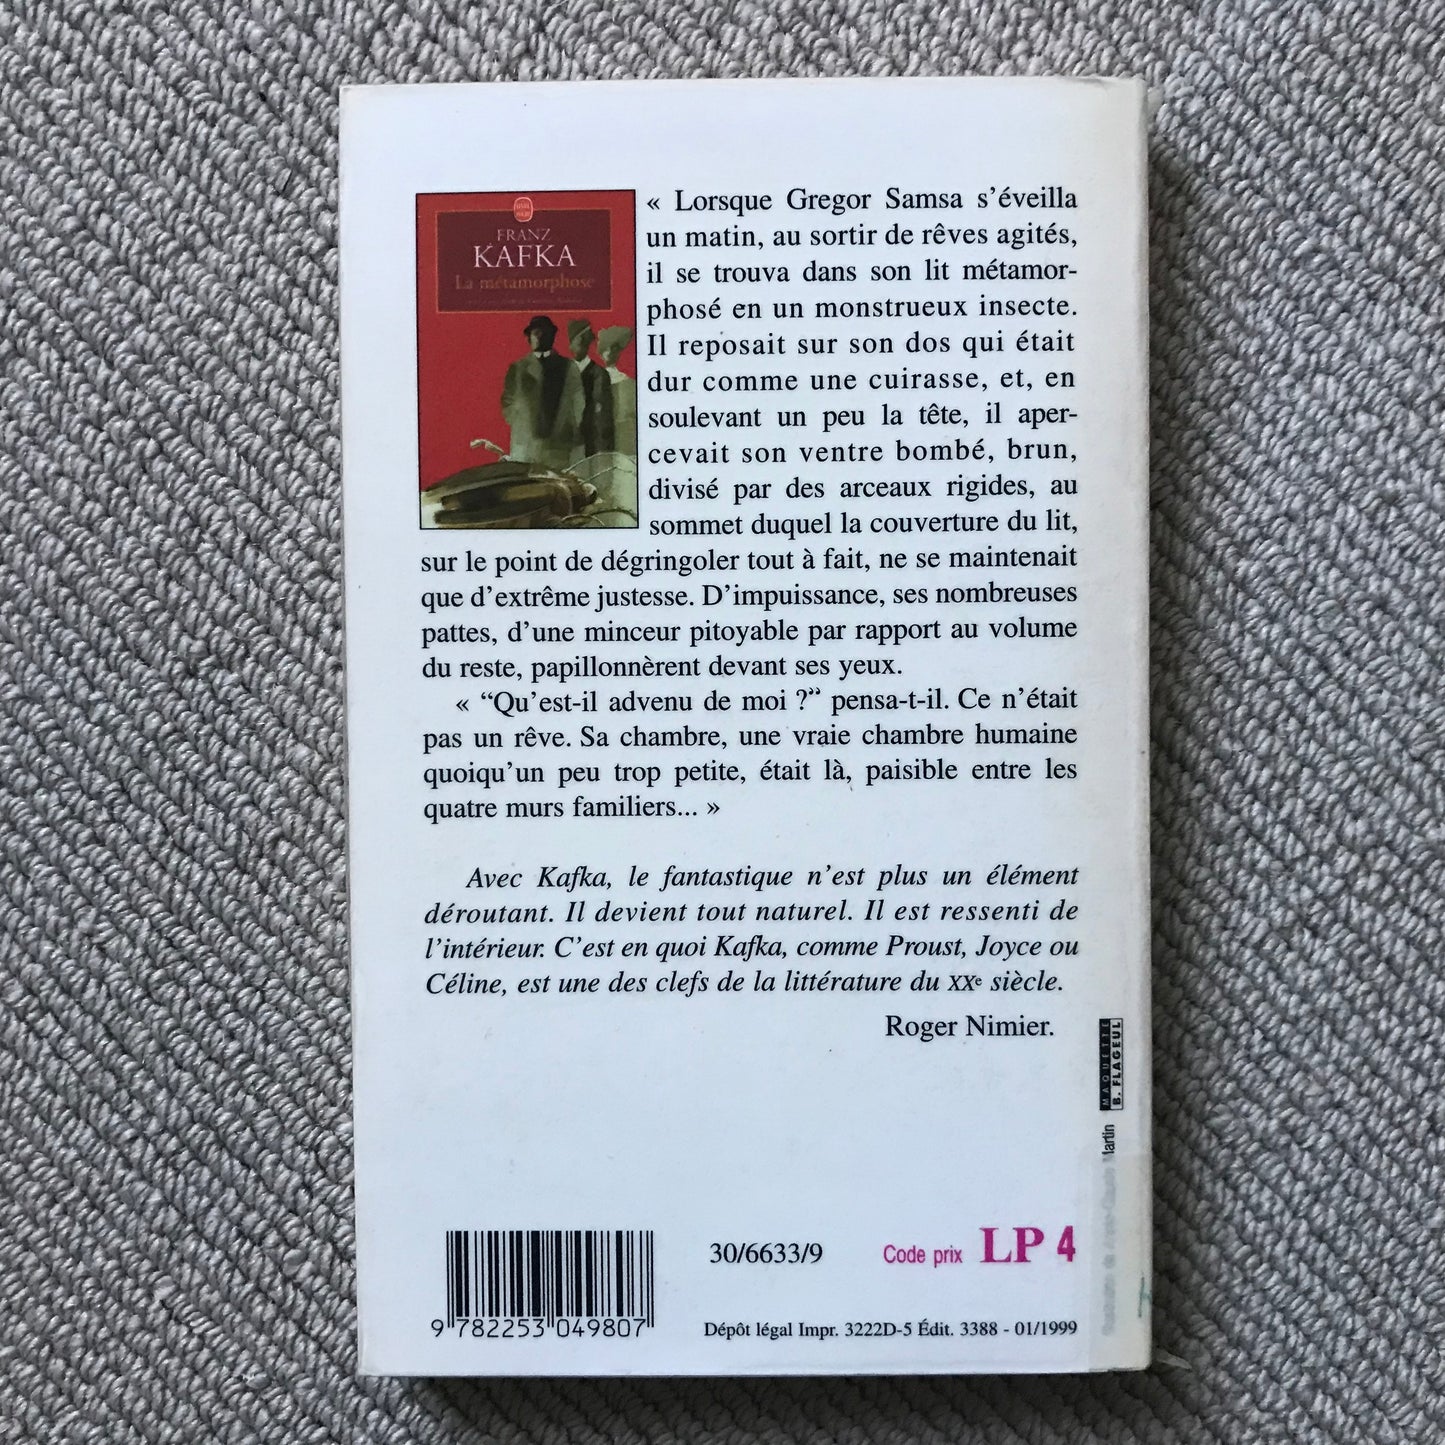 FRANZ
KAFKA
La métamorphose
« Lorsque Gregor Samsa s'éveilla
un matin, au sortir de rêves agités,
il se trouva dans son lit métamor-
phosé en un monstrueux insecte.
Il reposait sur son dos qui était
dur comme une cuirasse, et, en
soulevant un peu la tête, il aper-
cevait son ventre bombé, brun,
divisé par des arceaux rigides, au
sommet duquel la couverture du lit,
sur le point de dégringoler tout à fait, ne se maintenait
que d'extrême justesse. D'impuissance, ses nombreuses
pattes, d'une minceur pitoyable par rapport au volume
du reste, papillonnèrent devant ses yeux.
« “Qu'est-il advenu de moi ?” pensa-t-il. Ce n'était
pas un rêve. Sa chambre, une vraie chambre humaine
quoiqu'un peu trop petite, était là, paisible entre les
quatre murs familiers... »
Avec Kafka, le fantastique n'est plus un élément
déroutant. Il devient tout naturel. Il est ressenti de
l'intérieur. C'est en quoi Kafka, comme Proust, Joyce ou
Céline, est une des clefs de la littérature du XXe siècle.
Roger Nimier.
MAQUETTE
B. FLAGEUL
Martin
30/6633/9
Code prix LP 4
9 782253 049807
Dépôt légal Impr. 3222D-5 Édit. 3388 - 01/1999